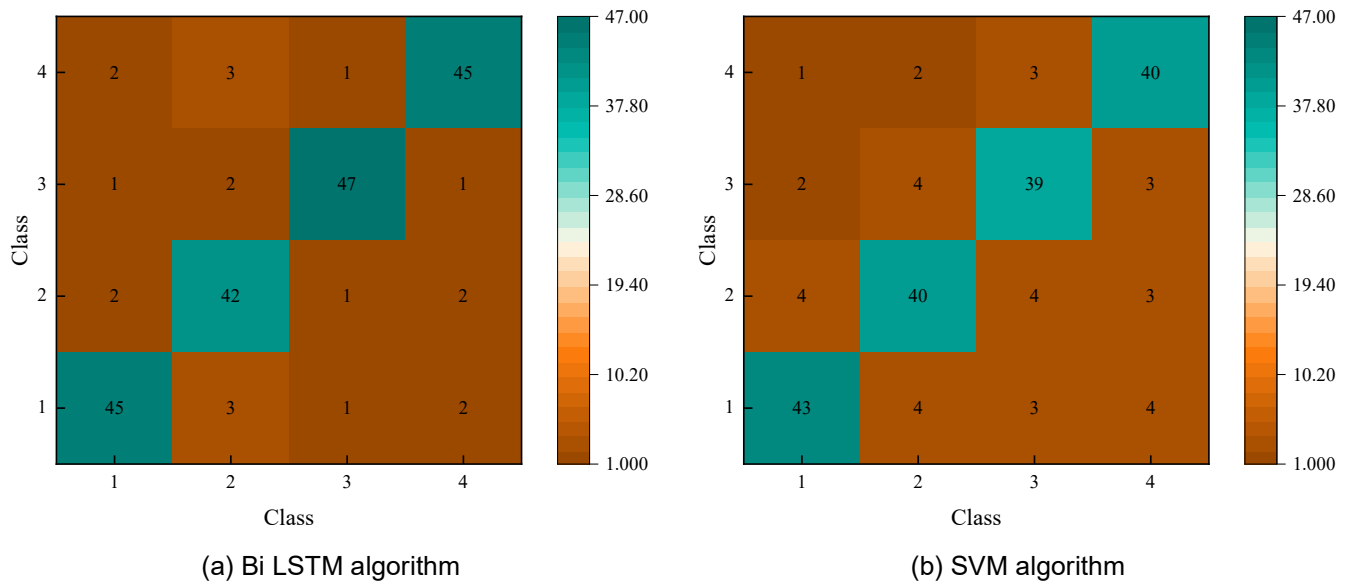 4 2 3 1 45
3 1 2 47 1
2 2 42 1 2
1 45 3 1 2
1 2 3 4
Class
Class
47.00
37.80
28.60
19.40
10.20
1.000
(a) Bi LSTM algorithm
4 1 2 3 40
3 2 4 39 3
2 4 40 4 3
1 43 4 3 4
1 2 3 4
Class
Class
47.00
37.80
28.60
19.40
10.20
1.000
(b) SVM algorithm